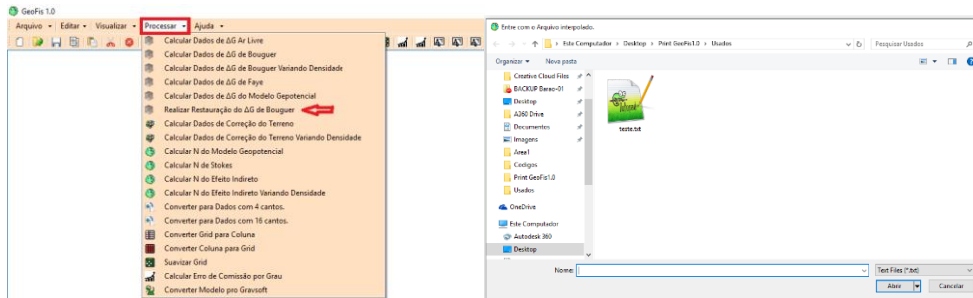 GeoFis 1.0
Arquivo Editar Visualizar Processar Ajuda
Calcular Dados de ΔG Ar Livre
Calcular Dados de ΔG de Bouguer
Calcular Dados de ΔG de Bouguer Variando Densidade
Calcular Dados de ΔG de Faye
Calcular Dados de ΔG do Modelo Gepotencial
Realizar Restauração do ΔG de Bouguer
Calcular Dados de Correção do Terreno
Calcular Dados de Correção do Terreno Variando Densidade
Calcular N do Modelo Geopotencial
Calcular N de Stokes
Calcular N do Efeito Indireto
Calcular N do Efeito Indireto Variando Densidade
Converter para Dados com 4 cantos.
Converter para Dados com 16 cantos.
Converter Grid para Coluna
Converter Coluna para Grid
Suavizar Grid
Calcular Erro de Comissão por Grau
Converter Modelo pro Gravsoft
Entre com o Arquivo interpolado.
Este Computador > Desktop > Print GeoFis1.0 > Usados
Pesquisar Usados
Organizar Nova pasta
Creative Cloud Files
BACKUP Barao-01
Desktop
A360 Drive
Documentos
Imagens
Area1
Codigos
Print GeoFis1.0
Usados
OneDrive
Este Computador
Autodesk 360
Desktop
teste.txt
Nome:
Text Files (*.txt)
Abrir Cancelar